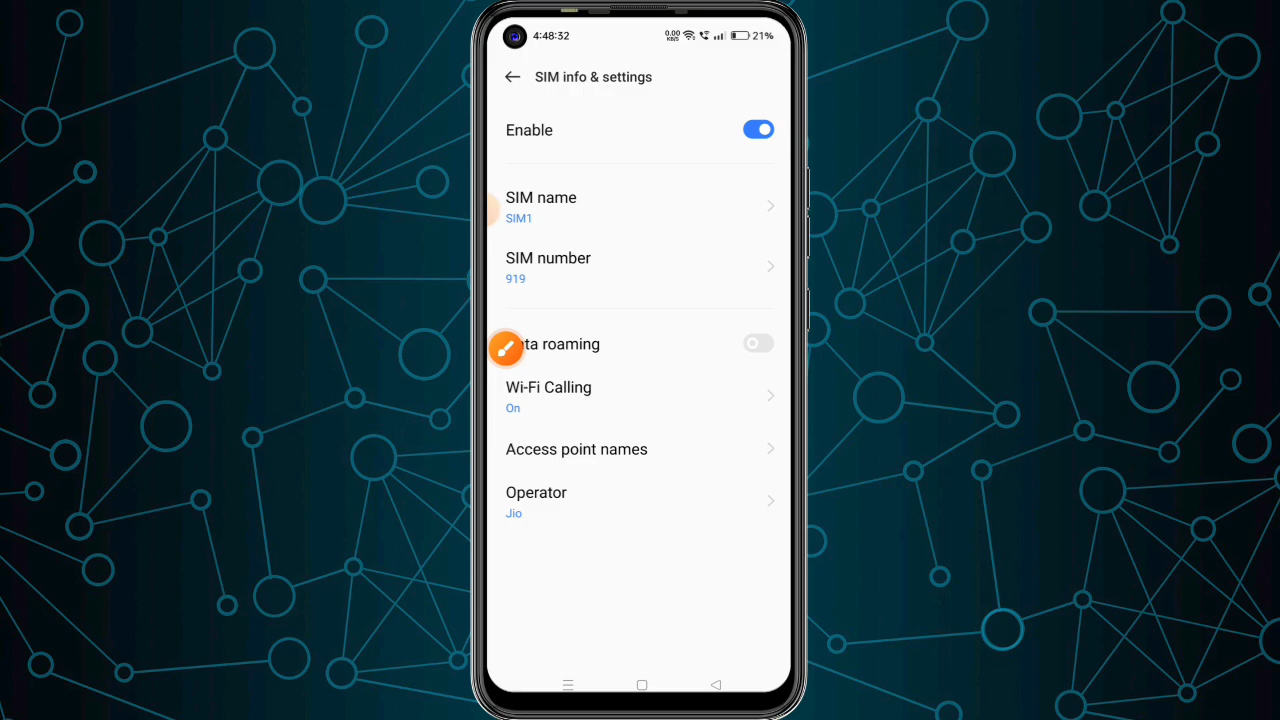 4:48:32
0.00 KB/S
21%
SIM info & settings
Enable
SIM name
SIM1
SIM number
919
ta roaming
Wi-Fi Calling
On
Access point names
Operator
Jio